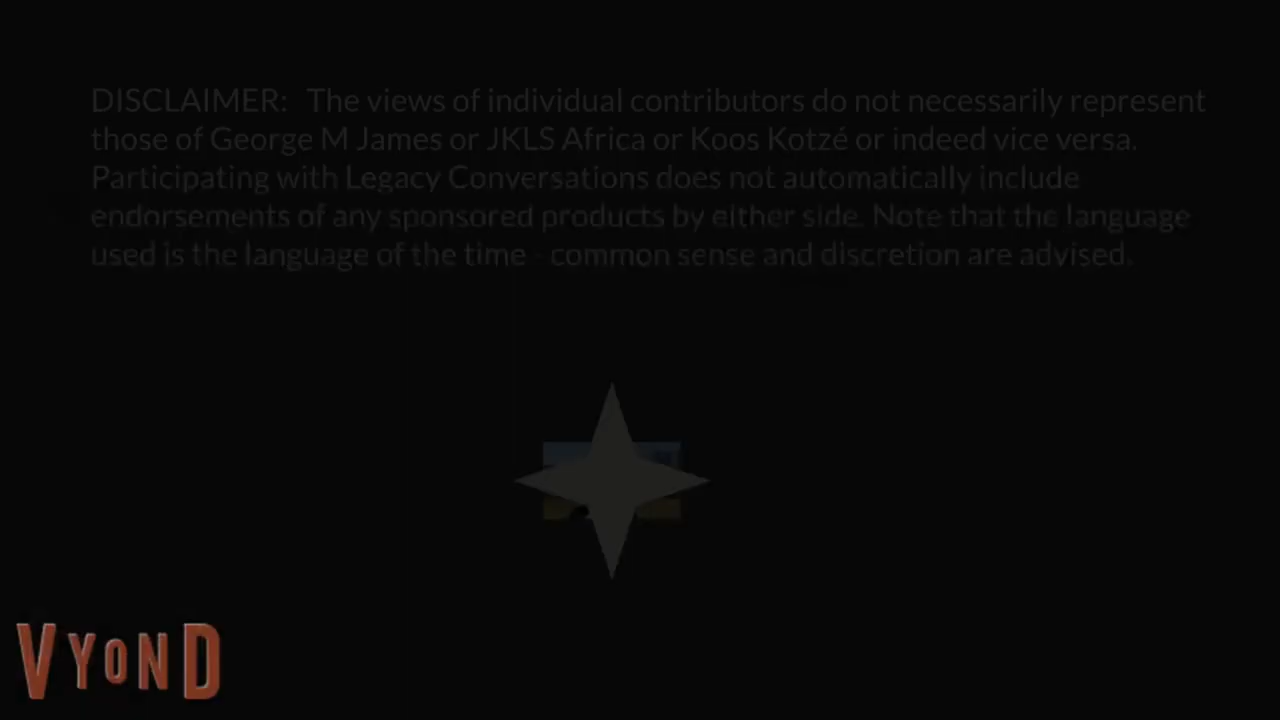 DISCLAIMER: The views of individual contributors do not necessarily represent
those of George M James or JKLS Africa or Koos Kotzé or indeed vice versa.
Participating with Legacy Conversations does not automatically include
endorsements of any sponsored products by either side. Note that the language
used is the language of the time - common sense and discretion are advised.
VYOND